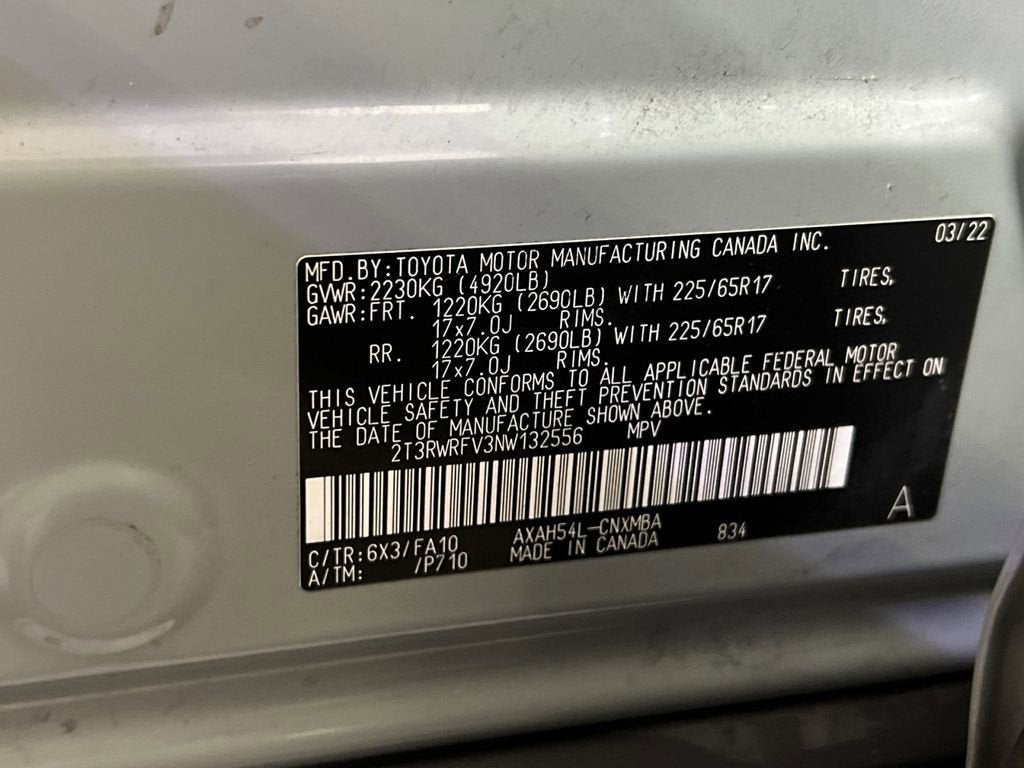 03/22
MFD.BY:TOYOTA MOTOR MANUFACTURING CANADA INC.
GVWR:2230KG (4920LB)
GAWR:FRT. 1220KG (2690LB) WITH 225/65R17 TIRES,
17x7.0J RIMS.
RR. 1220KG (2690LB) WITH 225/65R17 TIRES,
17x7.0J RIMS.
THIS VEHICLE CONFORMS TO ALL APPLICABLE FEDERAL MOTOR
VEHICLE SAFETY AND THEFT PREVENTION STANDARDS IN EFFECT ON
THE DATE OF MANUFACTURE SHOWN ABOVE.
2T3RWRFV3NW132556 MPV
A
C/TR:6X3/FA10 AXAH54L-CNXMBA 834
A/TM: /P710 MADE IN CANADA